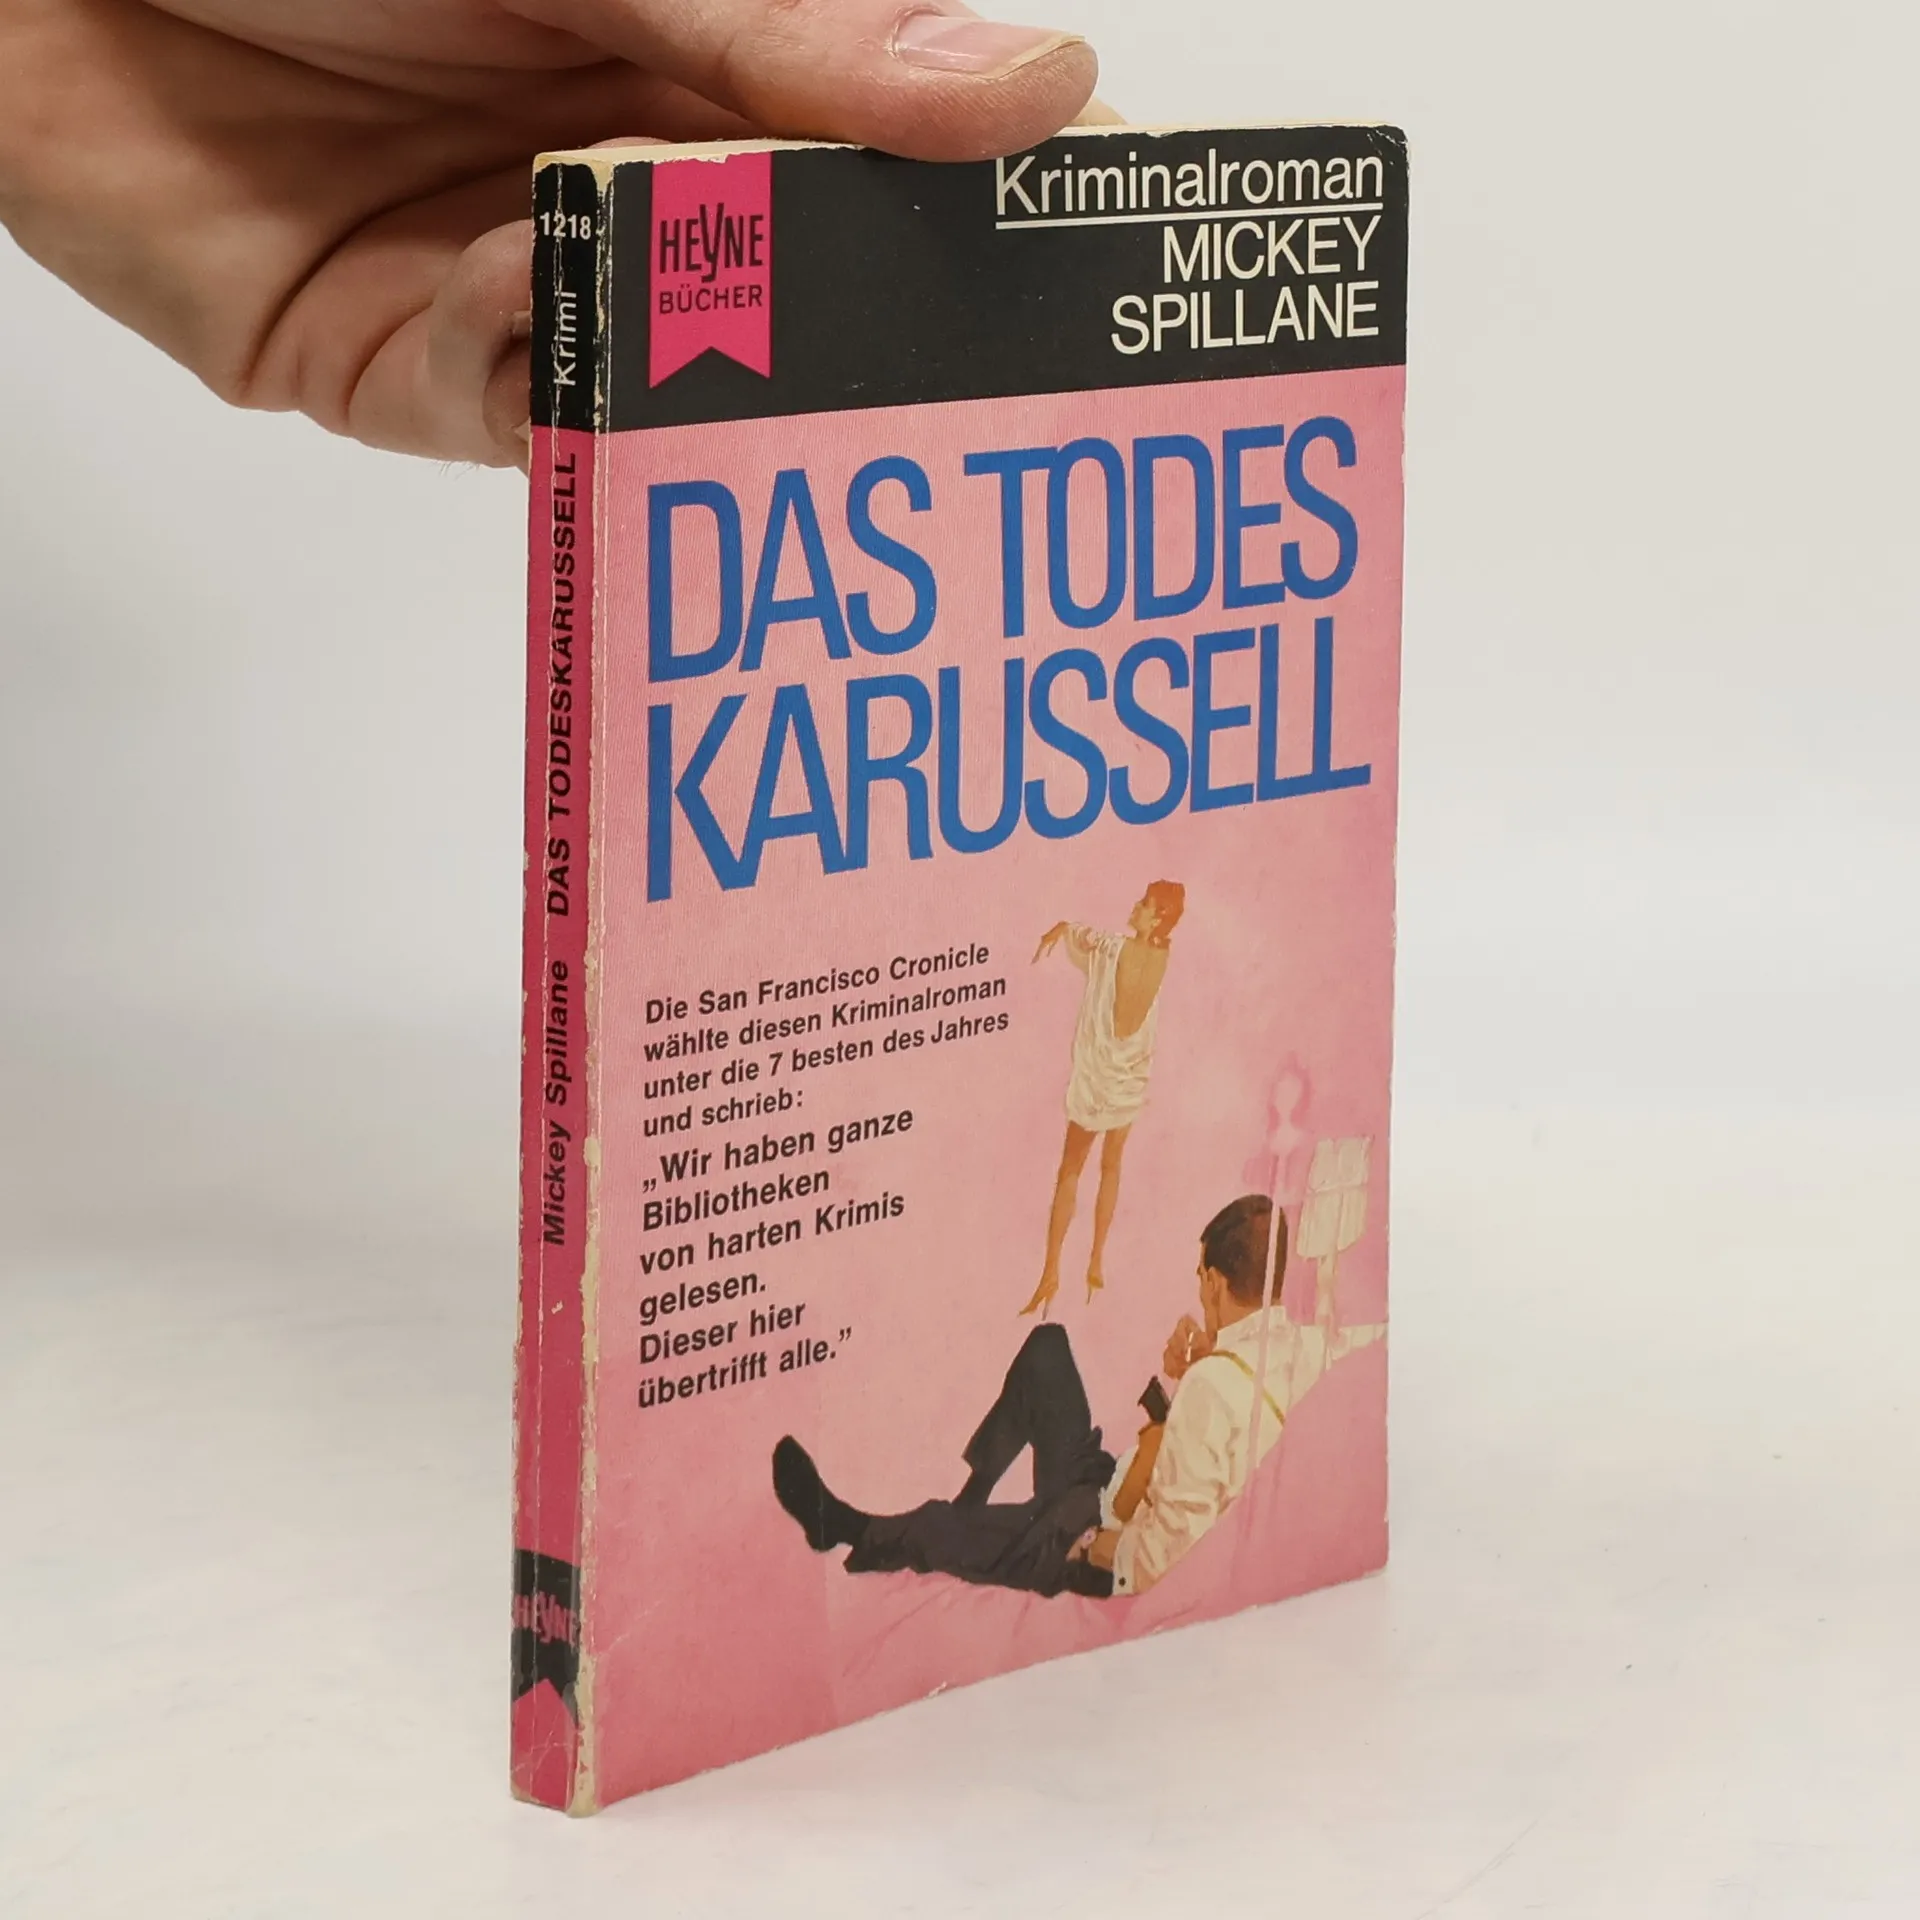 1218
Krimi
Mickey Spillane DAS TODESKARUSSELL
HEYNE
HEYNE
BÜCHER
Kriminalroman
MICKEY
SPILLANE
DAS TODES
KARUSSELL
Die San Francisco Cronicle
wählte diesen Kriminalroman
unter die 7 besten des Jahres
und schrieb:
„Wir haben ganze
Bibliotheken
von harten Krimis
gelesen.
Dieser hier
übertrifft alle.”